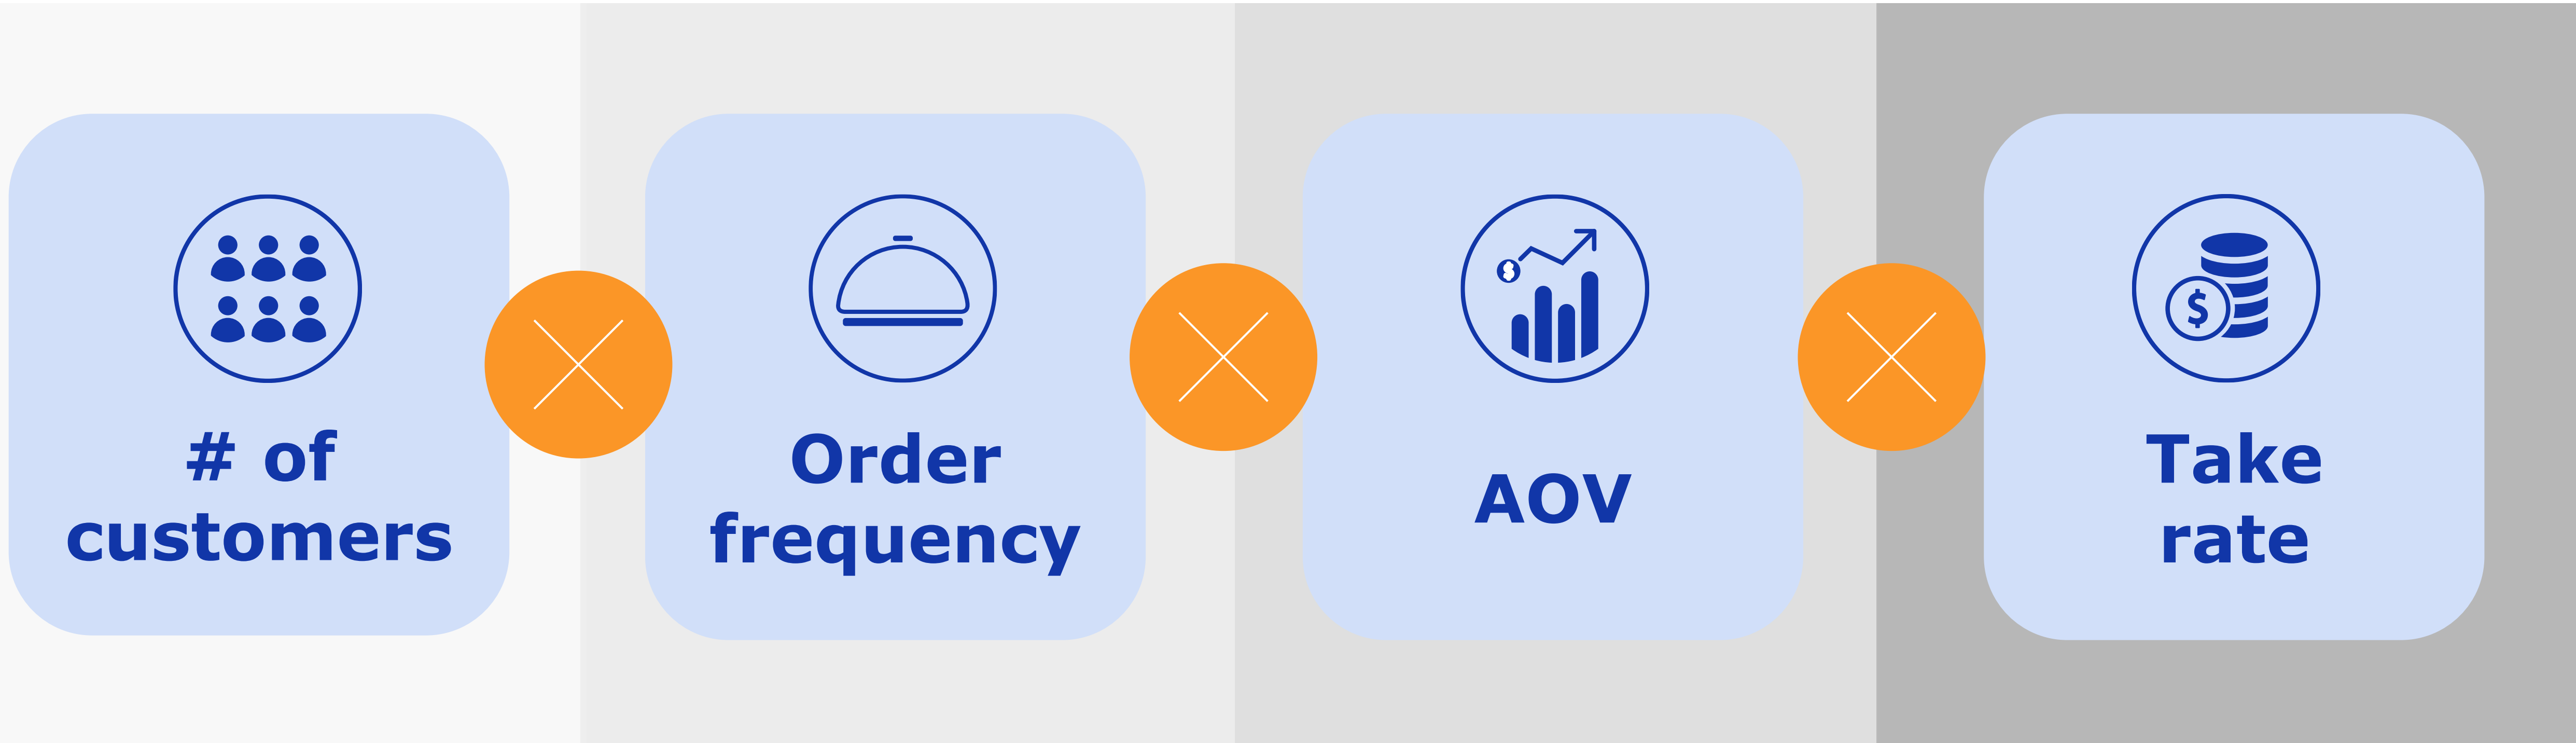 # of
customers
Order
frequency
$
AOV
$
Take
rate